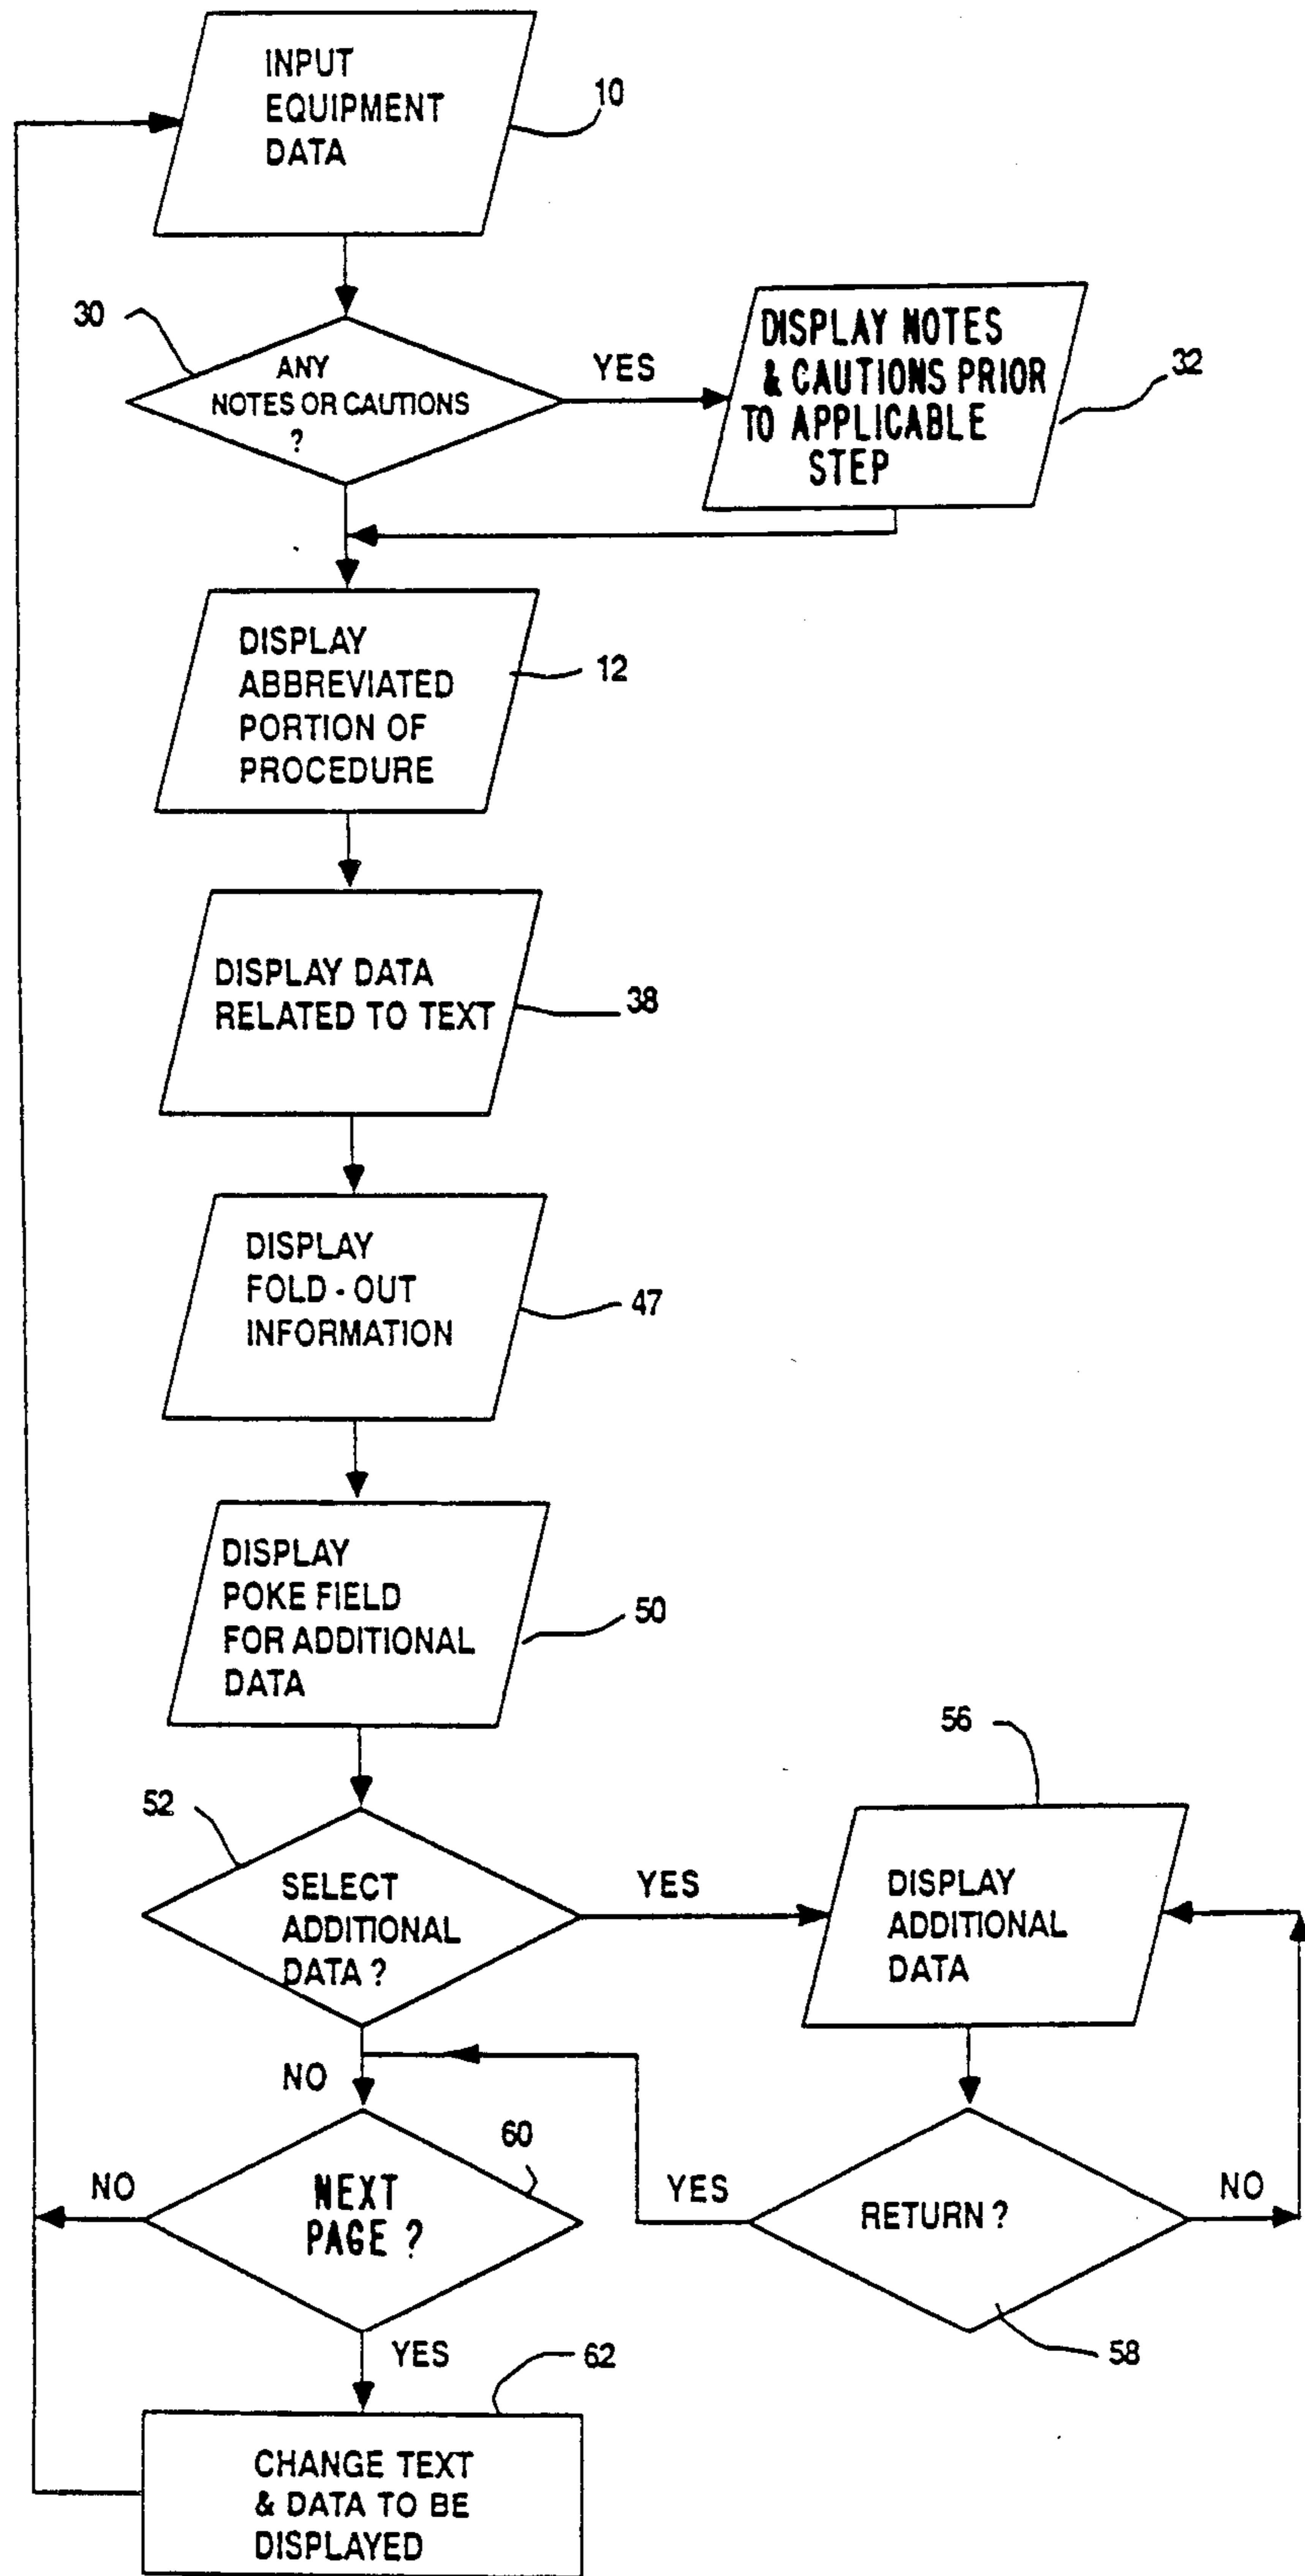 INPUT
EQUIPMENT
DATA
10
30
ANY
NOTES OR CAUTIONS
?
YES
DISPLAY NOTES
& CAUTIONS PRIOR
TO APPLICABLE
STEP
32
DISPLAY
ABBREVIATED
PORTION OF
PROCEDURE
12
DISPLAY DATA
RELATED TO TEXT
38
DISPLAY
FOLD - OUT
INFORMATION
47
DISPLAY
POKE FIELD
FOR ADDITIONAL
DATA
50
52
SELECT
ADDITIONAL
DATA ?
YES
56
DISPLAY
ADDITIONAL
DATA
NO
60
NO
NEXT
PAGE ?
YES
RETURN ?
NO
58
YES
62
CHANGE TEXT
& DATA TO BE
DISPLAYED